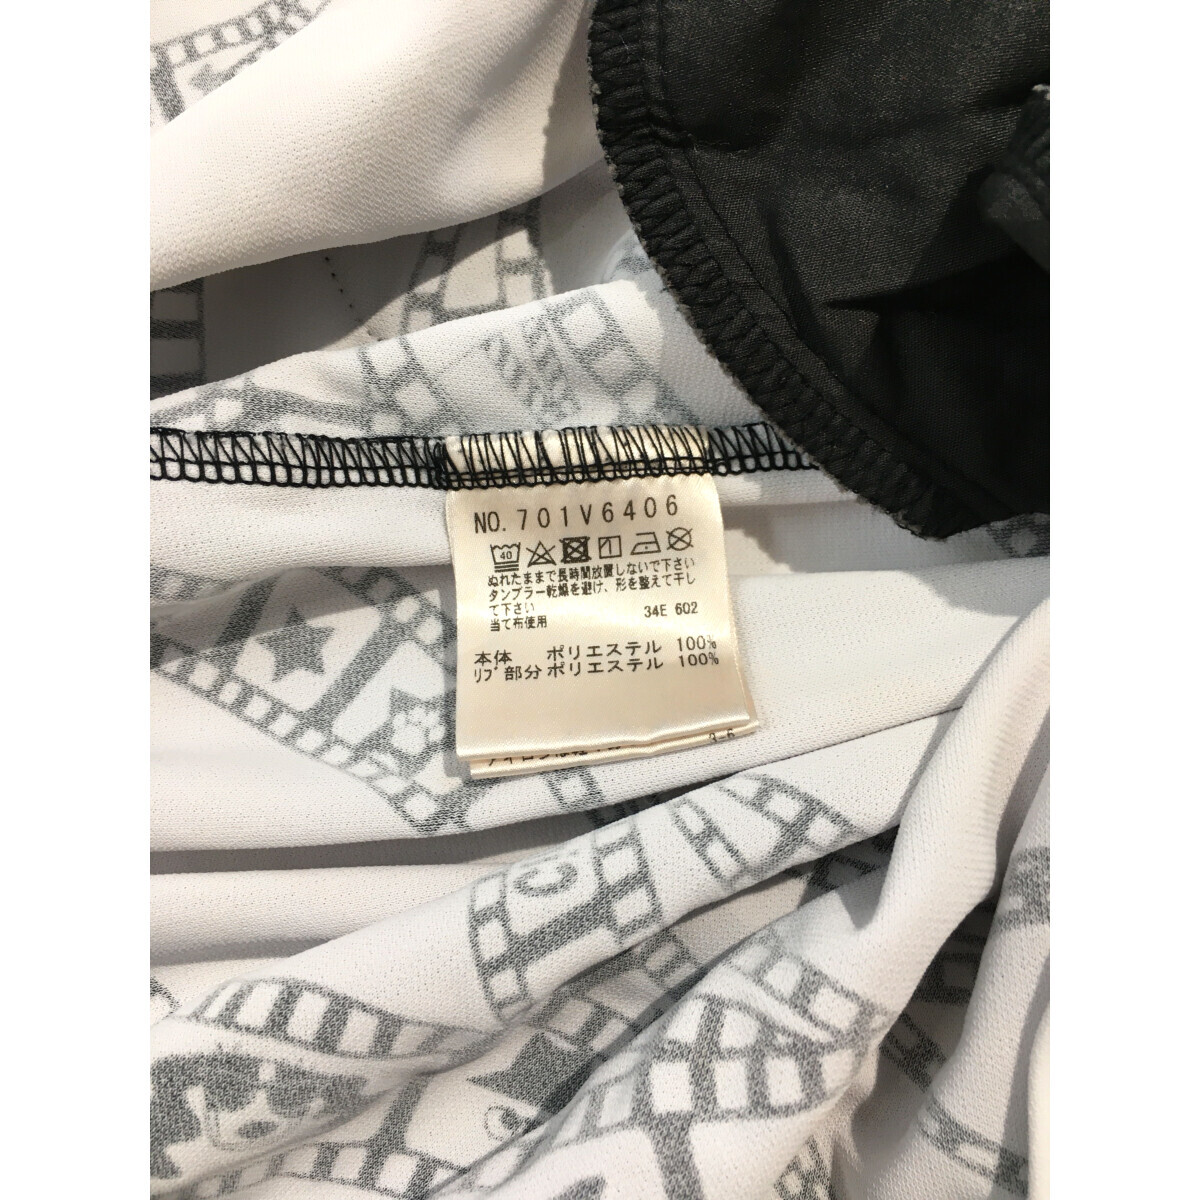 NO. 701V6406
40
ぬれたままで長時間放置しないで下さい
タンブラー乾燥を避け、形を整えて干し
て下さい
当て布使用 34E 602
本体 ポリエステル 100%
リブ部分 ポリエステル 100%
3-6